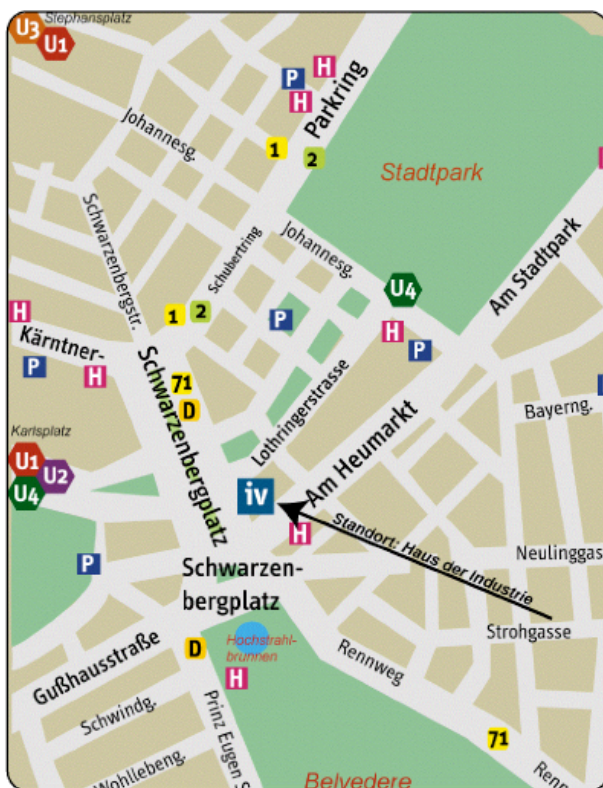 Stephansplatz
U3
U1
H
P
H
Parkring
Johannesg.
1
2
Stadtpark
Schwarzenbergstr.
Schubertring
Johannesg.
U4
Am Stadtpark
H
1
2
P
H
P
Kärntner-
P
H
71
D
Schwarzenbergplatz
Lothringerstrasse
Bayerng.
Karlsplatz
U1
U2
U4
iv
Am Heumarkt
H
Standort: Haus der Industrie
P
Neulinggas
Schwarzen-
bergplatz
Strohgasse
Gußhausstraße
D
Hochstrahl-
brunnen
H
Rennweg
Schwindg.
Prinz Eugen S
71
Wohllebeng.
Belvedere
Renn